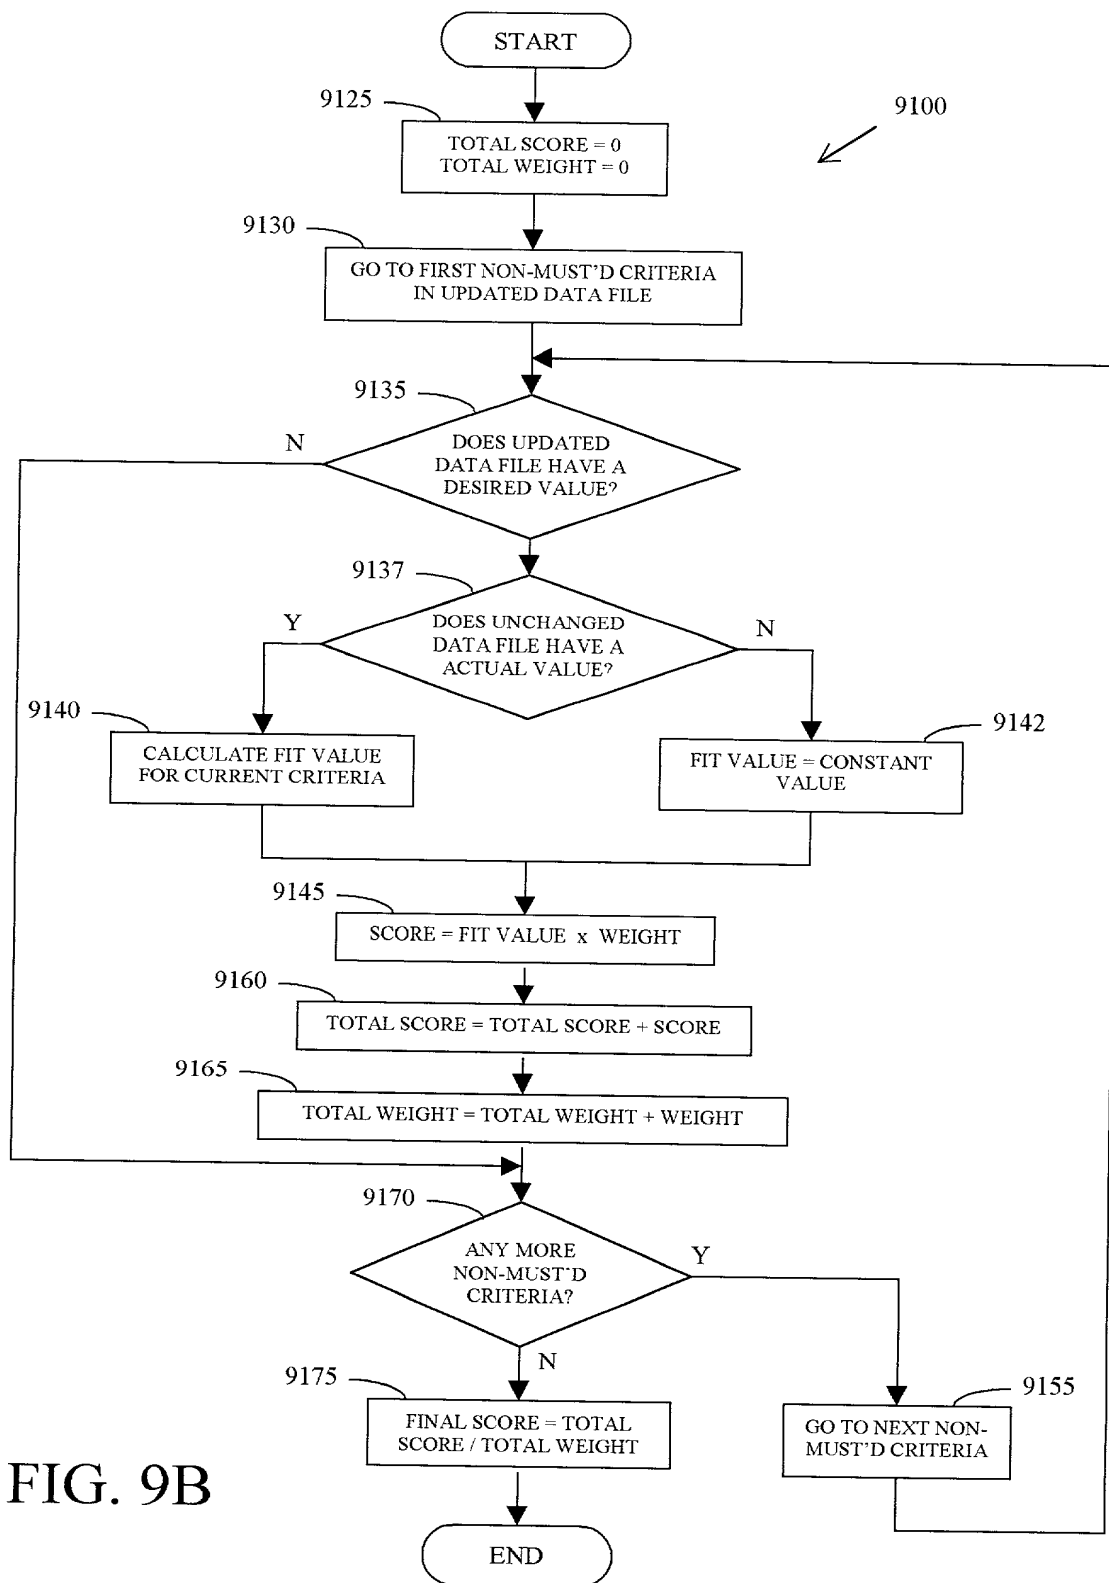 START
9125
9100
TOTAL SCORE = 0
TOTAL WEIGHT = 0
9130
GO TO FIRST NON-MUST'D CRITERIA
IN UPDATED DATA FILE
9135
N
DOES UPDATED
DATA FILE HAVE A
DESIRED VALUE?
9137
Y
DOES UNCHANGED
DATA FILE HAVE A
ACTUAL VALUE?
N
9140
9142
CALCULATE FIT VALUE
FOR CURRENT CRITERIA
FIT VALUE = CONSTANT
VALUE
9145
SCORE = FIT VALUE x WEIGHT
9160
TOTAL SCORE = TOTAL SCORE + SCORE
9165
TOTAL WEIGHT = TOTAL WEIGHT + WEIGHT
9170
ANY MORE
NON-MUST'D
CRITERIA?
Y
N
9175
9155
FINAL SCORE = TOTAL
SCORE / TOTAL WEIGHT
GO TO NEXT NON-
MUST'D CRITERIA
FIG. 9B
END